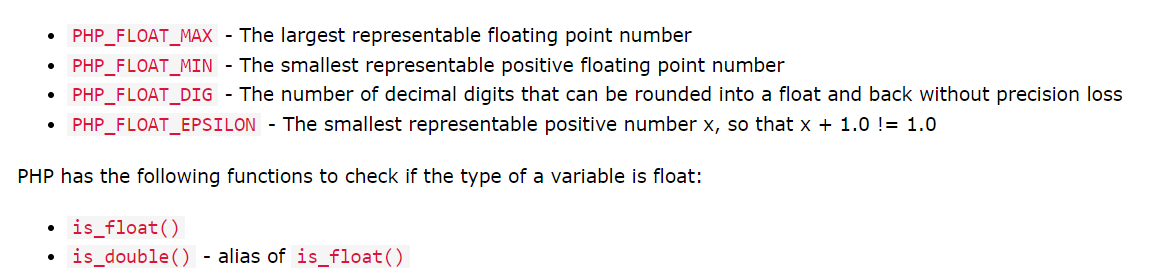 • PHP_FLOAT_MAX - The largest representable floating point number
• PHP_FLOAT_MIN - The smallest representable positive floating point number
• PHP_FLOAT_DIG - The number of decimal digits that can be rounded into a float and back without precision loss
• PHP_FLOAT_EPSILON - The smallest representable positive number x, so that x + 1.0 != 1.0
PHP has the following functions to check if the type of a variable is float:
• is_float()
• is_double() - alias of is_float()